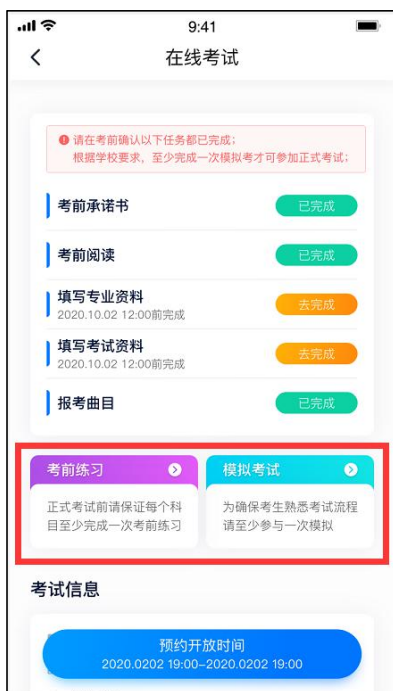 9:41
在线考试
请在考前确认以下任务都已完成；
根据学校要求，至少完成一次模拟考才可参加正式考试；
考前承诺书
已完成
考前阅读
已完成
填写专业资料
去完成
2020.10.02 12:00前完成
填写考试资料
去完成
2020.10.02 12:00前完成
报考曲目
已完成
考前练习
模拟考试
正式考试前请保证每个科
目至少完成一次考前练习
为确保考生熟悉考试流程
请至少参与一次模拟
考试信息
预约开放时间
2020.0202 19:00-2020.0202 19:00